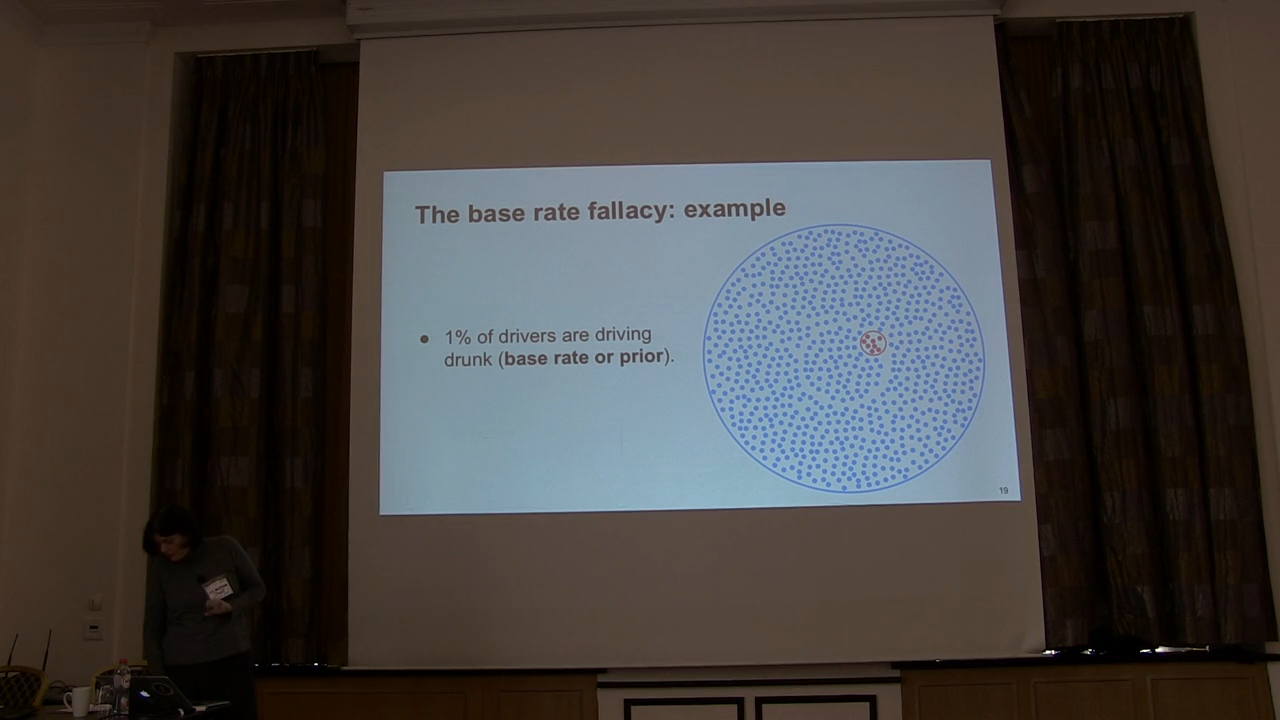 The base rate fallacy: example
● 1% of drivers are driving
drunk (base rate or prior).
19